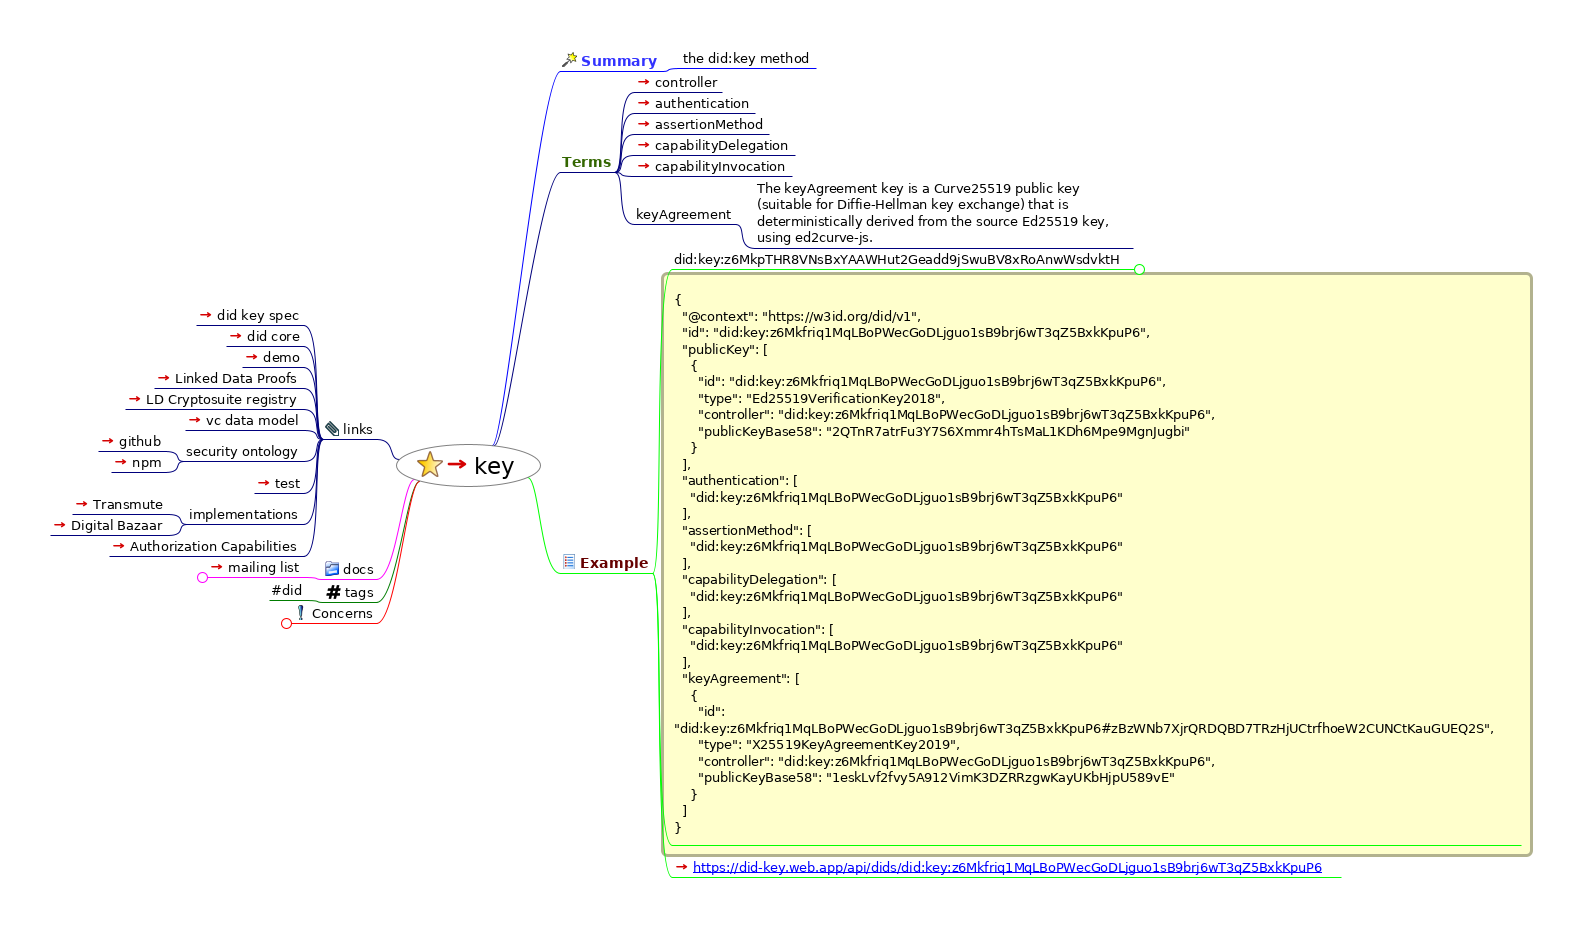 Summary
the did:key method
Terms
controller
authentication
assertionMethod
capabilityDelegation
capabilityInvocation
keyAgreement
The keyAgreement key is a Curve25519 public key
(suitable for Diffie-Hellman key exchange) that is
deterministically derived from the source Ed25519 key,
using ed2curve-js.
key
Example
did:key:z6MkpTHR8VNsBxYAAWHut2Geadd9jSwuBV8xRoAnwWsdvktH
{
"@context": "https://w3id.org/did/v1",
"id": "did:key:z6Mkfriq1MqLBoPWecGoDLjguo1sB9brj6wT3qZ5BxkKpuP6",
"publicKey": [
{
"id": "did:key:z6Mkfriq1MqLBoPWecGoDLjguo1sB9brj6wT3qZ5BxkKpuP6",
"type": "Ed25519VerificationKey2018",
"controller": "did:key:z6Mkfriq1MqLBoPWecGoDLjguo1sB9brj6wT3qZ5BxkKpuP6",
"publicKeyBase58": "2QTnR7atrFu3Y7S6Xmmr4hTsMaL1KDh6Mpe9MgnJugbi"
}
],
"authentication": [
"did:key:z6Mkfriq1MqLBoPWecGoDLjguo1sB9brj6wT3qZ5BxkKpuP6"
],
"assertionMethod": [
"did:key:z6Mkfriq1MqLBoPWecGoDLjguo1sB9brj6wT3qZ5BxkKpuP6"
],
"capabilityDelegation": [
"did:key:z6Mkfriq1MqLBoPWecGoDLjguo1sB9brj6wT3qZ5BxkKpuP6"
],
"capabilityInvocation": [
"did:key:z6Mkfriq1MqLBoPWecGoDLjguo1sB9brj6wT3qZ5BxkKpuP6"
],
"keyAgreement": [
{
"id":
"did:key:z6Mkfriq1MqLBoPWecGoDLjguo1sB9brj6wT3qZ5BxkKpuP6#zBzWNb7XjrQRDQBD7TRzHjUCtrfhoeW2CUNCtKauGUEQ2S",
"type": "X25519KeyAgreementKey2019",
"controller": "did:key:z6Mkfriq1MqLBoPWecGoDLjguo1sB9brj6wT3qZ5BxkKpuP6",
"publicKeyBase58": "1eskLvf2fvy5A912VimK3DZRRzgwKayUKbHjpU589vE"
}
]
}
https://did-key.web.app/api/dids/did:key:z6Mkfriq1MqLBoPWecGoDLjguo1sB9brj6wT3qZ5BxkKpuP6
links
did key spec
did core
demo
Linked Data Proofs
LD Cryptosuite registry
vc data model
security ontology
github
npm
test
implementations
Transmute
Digital Bazaar
Authorization Capabilities
docs
mailing list
# tags
#did
Concerns